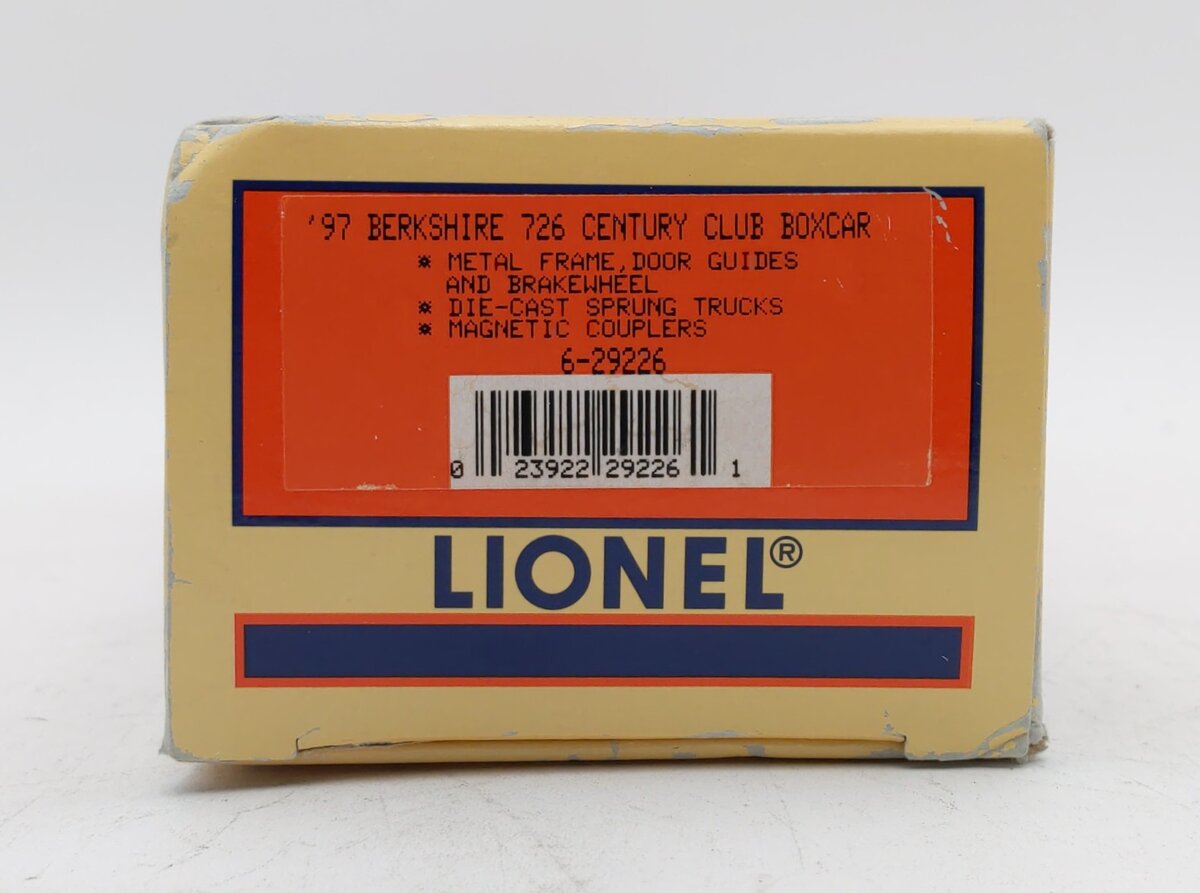 '97 BERKSHIRE 726 CENTURY CLUB BOXCAR
* METAL FRAME, DOOR GUIDES
AND BRAKEWHEEL
* DIE-CAST SPRUNG TRUCKS
* MAGNETIC COUPLERS
6-29226
0 23922 29226 1
LIONEL®